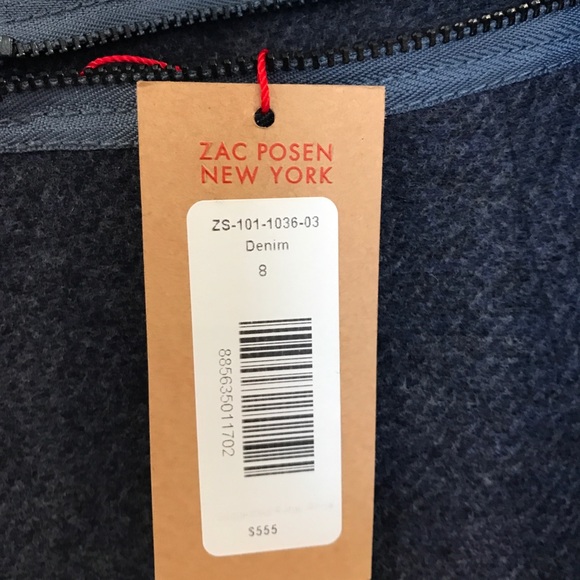 ZAC POSEN
NEW YORK
ZS-101-1036-03
Denim
8
885635011702
$555